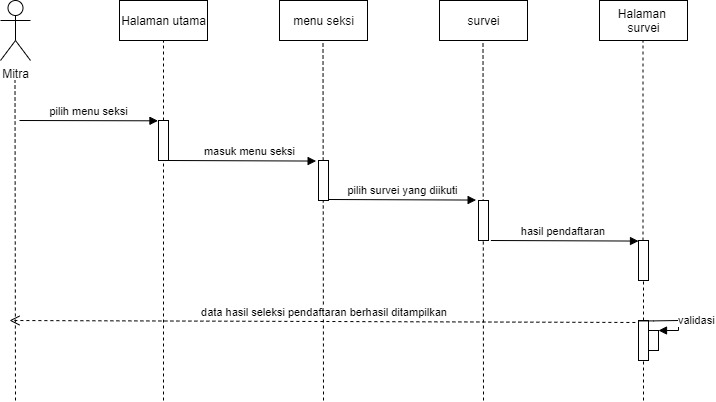 Halaman utama
menu seksi
survei
Halaman
survei
Mitra
pilih menu seksi
masuk menu seksi
pilih survei yang diikuti
hasil pendaftaran
data hasil seleksi pendaftaran berhasil ditampilkan
validasi